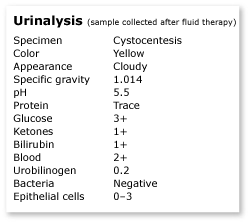 Urinalysis (sample collected after fluid therapy)
Specimen Cystocentesis
Color Yellow
Appearance Cloudy
Specific gravity 1.014
pH 5.5
Protein Trace
Glucose 3+
Ketones 1+
Bilirubin 1+
Blood 2+
Urobilinogen 0.2
Bacteria Negative
Epithelial cells 0–3